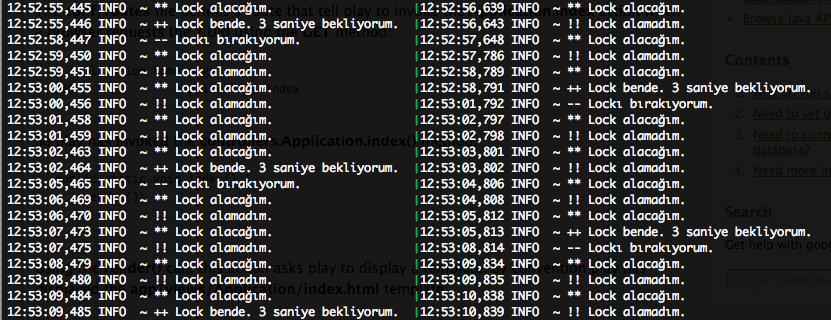 12:52:55,445 INFO ~ ** Lock alacağım.
12:52:55,446 INFO ~ ++ Lock bende. 3 saniye bekliyorum.
12:52:58,447 INFO ~ -- Lockı bırakıyorum.
12:52:59,450 INFO ~ ** Lock alacağım.
12:52:59,451 INFO ~ !! Lock alamadım.
12:53:00,455 INFO ~ ** Lock alacağım.
12:53:00,456 INFO ~ !! Lock alamadım.
12:53:01,458 INFO ~ ** Lock alacağım.
12:53:01,459 INFO ~ !! Lock alamadım.
12:53:02,463 INFO ~ ** Lock alacağım.
12:53:02,464 INFO ~ ++ Lock bende. 3 saniye bekliyorum.
12:53:05,465 INFO ~ -- Lockı bırakıyorum.
12:53:06,469 INFO ~ ** Lock alacağım.
12:53:06,470 INFO ~ !! Lock alamadım.
12:53:07,473 INFO ~ ** Lock alacağım.
12:53:07,475 INFO ~ !! Lock alamadım.
12:53:08,479 INFO ~ ** Lock alacağım.
12:53:08,480 INFO ~ !! Lock alamadım.
12:53:09,484 INFO ~ ** Lock alacağım.
12:53:09,485 INFO ~ ++ Lock bende. 3 saniye bekliyorum.
12:52:56,639 INFO ~ ** Lock alacağım.
12:52:56,643 INFO ~ !! Lock alamadım.
12:52:57,648 INFO ~ ** Lock alacağım.
12:52:57,786 INFO ~ !! Lock alamadım.
12:52:58,789 INFO ~ ** Lock alacağım.
12:52:58,791 INFO ~ ++ Lock bende. 3 saniye bekliyorum.
12:53:01,792 INFO ~ -- Lockı bırakıyorum.
12:53:02,797 INFO ~ ** Lock alacağım.
12:53:02,798 INFO ~ !! Lock alamadım.
12:53:03,801 INFO ~ ** Lock alacağım.
12:53:03,802 INFO ~ !! Lock alamadım.
12:53:04,806 INFO ~ ** Lock alacağım.
12:53:04,808 INFO ~ !! Lock alamadım.
12:53:05,812 INFO ~ ** Lock alacağım.
12:53:05,813 INFO ~ ++ Lock bende. 3 saniye bekliyorum.
12:53:08,814 INFO ~ -- Lockı bırakıyorum.
12:53:09,834 INFO ~ ** Lock alacağım.
12:53:09,835 INFO ~ !! Lock alamadım.
12:53:10,838 INFO ~ ** Lock alacağım.
12:53:10,839 INFO ~ !! Lock alamadım.
Browse Java AP
Contents
2. Need to set
3. Need to conn
database?
4. Need more he
Search
Get help with goo